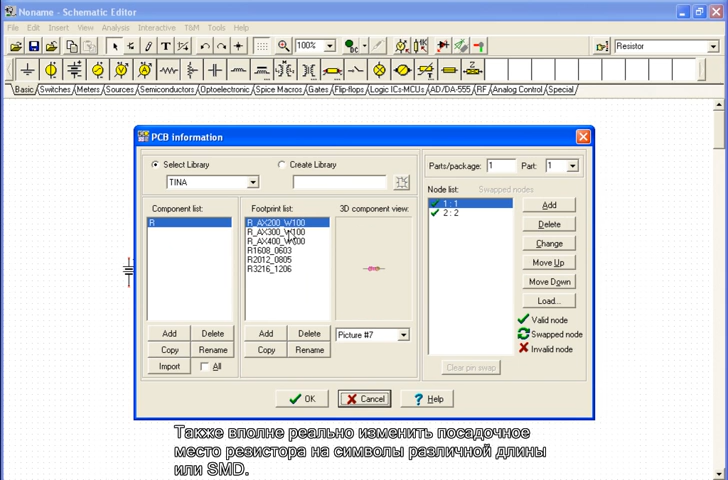 Noname - Schematic Editor
File Edit Insert View Analysis Interactive T&M Tools Help
100% DC Resistor
Basic Switches Meters Sources Semiconductors Optoelectronic Spice Macros Gates Flip-flops Logic ICs-MCUs AD/DA-555 RF Analog Control Special
PCB information
Select Library Create Library Parts/package: 1 Part: 1
TINA
Node list: Swapped nodes
Component list: Footprint list: 3D component view:
R R_AX200_W100 1 : 1 Add
R_AX300_W100 2 : 2
R_AX400_W100 Delete
R1608_0603
R2012_0805 Change
R3216_1206
Move Up
Move Down
Load...
Valid node
Add Delete Add Delete Picture #7 Swapped node
Copy Rename Copy Rename Invalid node
Import All Clear pin swap
OK Cancel Help
Также вполне реально изменить посадочное
место резистора на символы различной длины
или SMD.